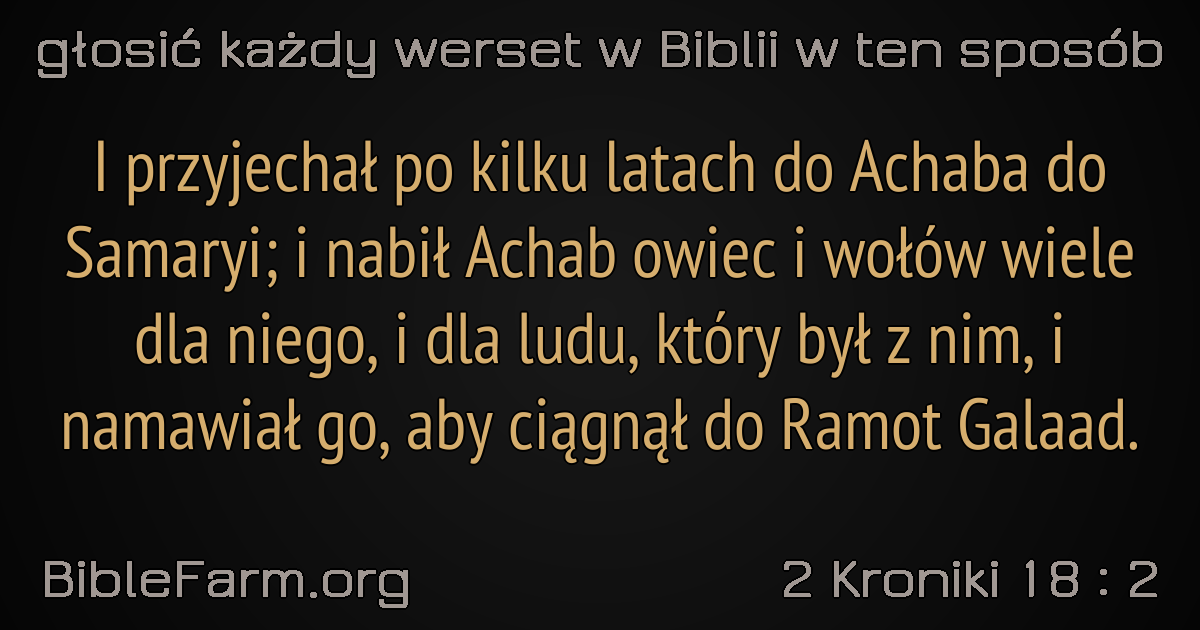 głosić każdy werset w Biblii w ten sposób
I przyjechał po kilku latach do Achaba do
Samaryi; i nabił Achab owiec i wołów wiele
dla niego, i dla ludu, który był z nim, i
namawiał go, aby ciągnął do Ramot Galaad.
BibleFarm.org
2 Kroniki 18 : 2